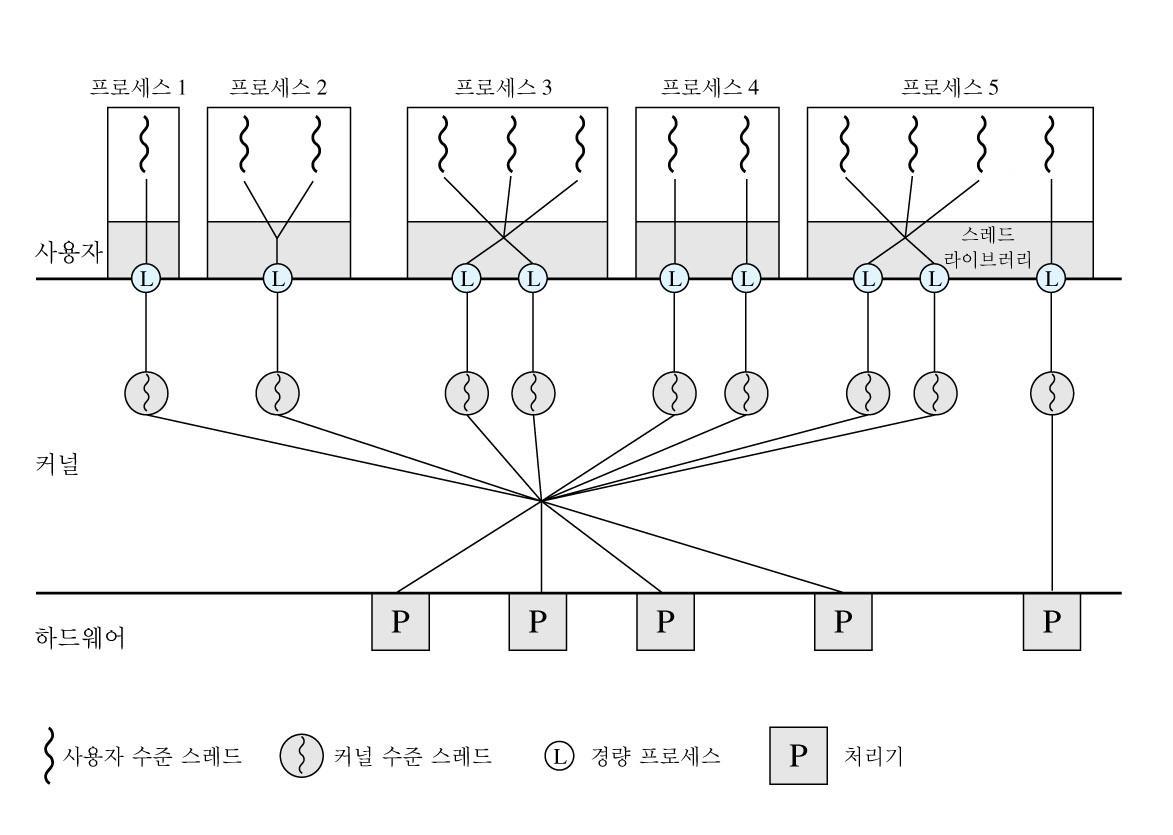 프로세스 1 프로세스 2 프로세스 3 프로세스 4 프로세스 5
스레드
라이브러리
사용자
L L L L L L L L L
커널
P P P P P
하드웨어
사용자 수준 스레드 커널 수준 스레드 L 경량 프로세스 P 처리기